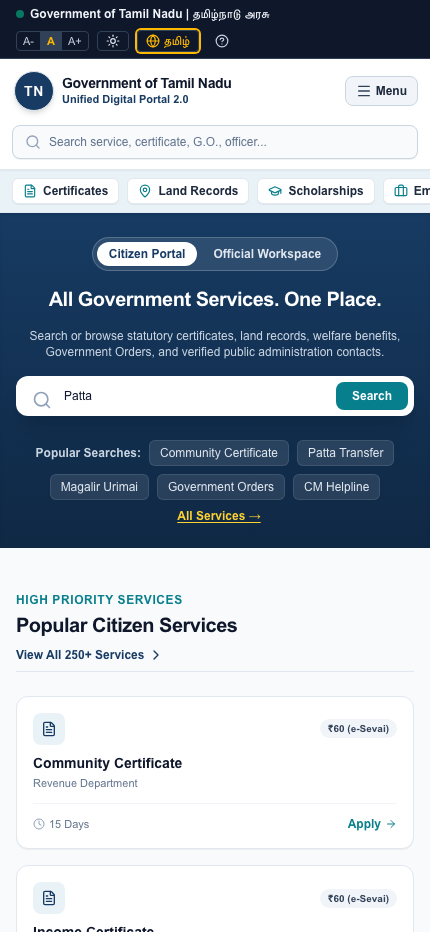 Government of Tamil Nadu | தமிழ்நாடு அரசு
A- A A+ தமிழ்
TN
Government of Tamil Nadu
Unified Digital Portal 2.0
Menu
Search service, certificate, G.O., officer...
Certificates Land Records Scholarships Em
Citizen Portal Official Workspace
All Government Services. One Place.
Search or browse statutory certificates, land records, welfare benefits,
Government Orders, and verified public administration contacts.
Patta Search
Popular Searches: Community Certificate Patta Transfer
Magalir Urimai Government Orders CM Helpline
All Services →
HIGH PRIORITY SERVICES
Popular Citizen Services
View All 250+ Services
₹60 (e-Sevai)
Community Certificate
Revenue Department
15 Days Apply →
₹60 (e-Sevai)
Income Certificate